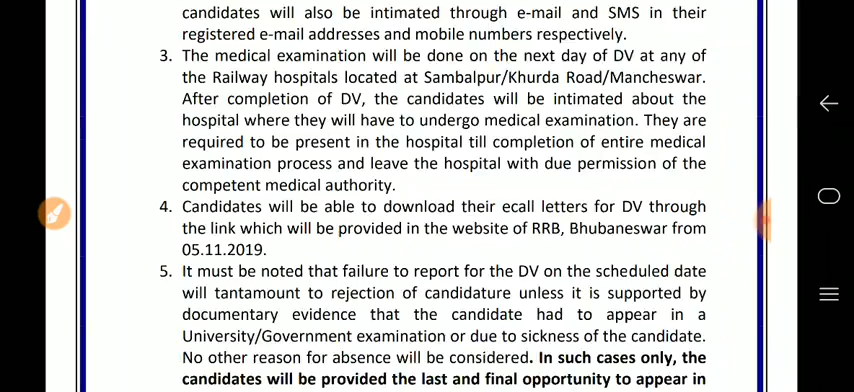 candidates will also be intimated through e-mail and SMS in their
registered e-mail addresses and mobile numbers respectively.
3. The medical examination will be done on the next day of DV at any of
the Railway hospitals located at Sambalpur/Khurda Road/Mancheswar.
After completion of DV, the candidates will be intimated about the
hospital where they will have to undergo medical examination. They are
required to be present in the hospital till completion of entire medical
examination process and leave the hospital with due permission of the
competent medical authority.
4. Candidates will be able to download their ecall letters for DV through
the link which will be provided in the website of RRB, Bhubaneswar from
05.11.2019.
5. It must be noted that failure to report for the DV on the scheduled date
will tantamount to rejection of candidature unless it is supported by
documentary evidence that the candidate had to appear in a
University/Government examination or due to sickness of the candidate.
No other reason for absence will be considered. In such cases only, the
candidates will be provided the last and final opportunity to appear in